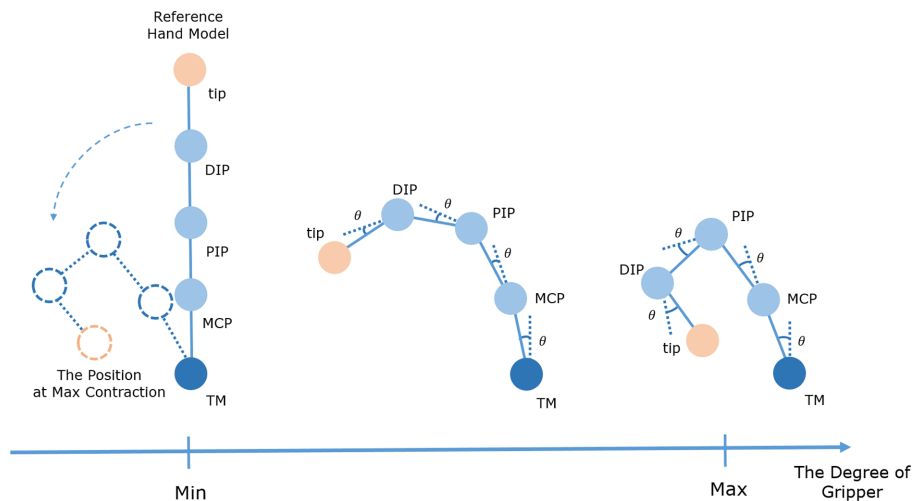 Reference
Hand Model
tip
DIP
PIP
MCP
TM
The Position
at Max Contraction
tip
θ
DIP
θ
PIP
θ
MCP
θ
TM
PIP
θ
DIP
θ
θ
MCP
tip
θ
TM
Min
Max
The Degree of
Gripper